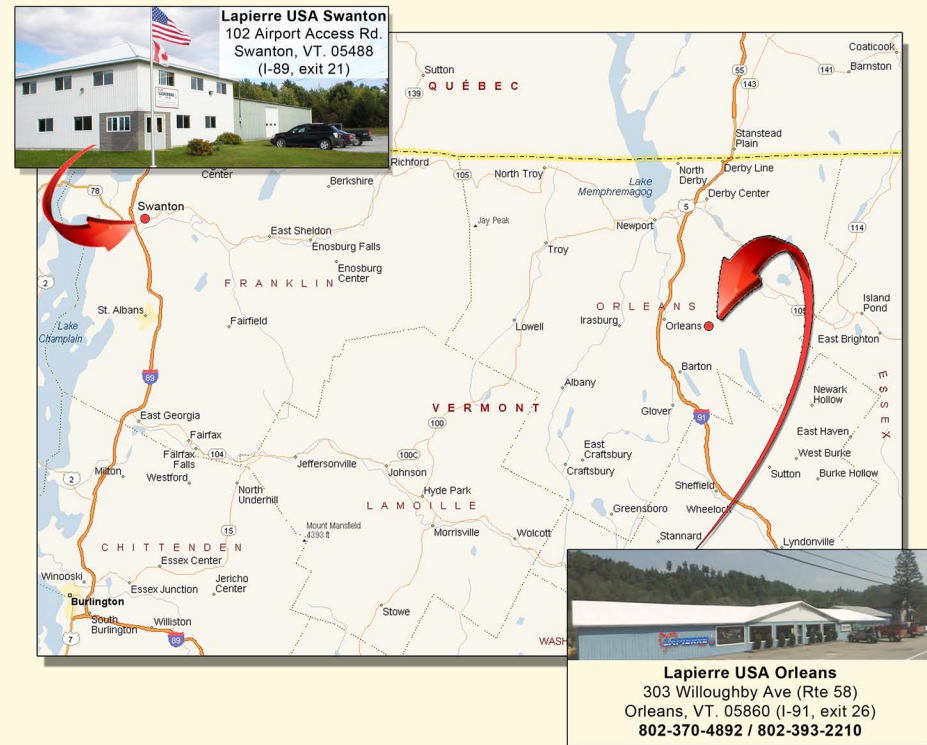 Lapierre USA Swanton
102 Airport Access Rd.
Swanton, VT. 05488
(I-89, exit 21)
LAPIERRE
Coaticook
141
Barnston
55
143
Sutton
139
QUÉBEC
Stanstead
Plain
Richford
105
North Troy
North
Derby
Derby Line
Center
Berkshire
Lake
Memphremagog
Derby Center
78
5
Swanton
Jay Peak
Newport
114
East Sheldon
Enosburg Falls
Troy
Enosburg
Center
2
FRANKLIN
ORLEANS
Island
Pond
105
St. Albans
Fairfield
Lowell
Irasburg
Orleans
Lake
Champlain
East Brighton
Barton
89
Albany
ESSEX
Newark
Hollow
VERMONT
Glover
91
East Georgia
100
Fairfax
East Haven
Fairfax
Falls
104
100C
East
Craftsbury
West Burke
Jeffersonville
Johnson
Craftsbury
Sutton
Burke Hollow
2
Milton
Westford
North
Underhill
Hyde Park
Sheffield
LAMOILLE
Greensboro
Wheelock
15
Mount Mansfield
4393 ft
Morrisville
Wolcott
Stannard
Lyndonville
CHITTENDEN
Essex Center
Winooski
Essex Junction
Jericho
Center
Burlington
Stowe
South
Burlington
Williston
7
89
WASH
LAPIERRE
Lapierre USA Orleans
303 Willoughby Ave (Rte 58)
Orleans, VT. 05860 (I-91, exit 26)
802-370-4892 / 802-393-2210